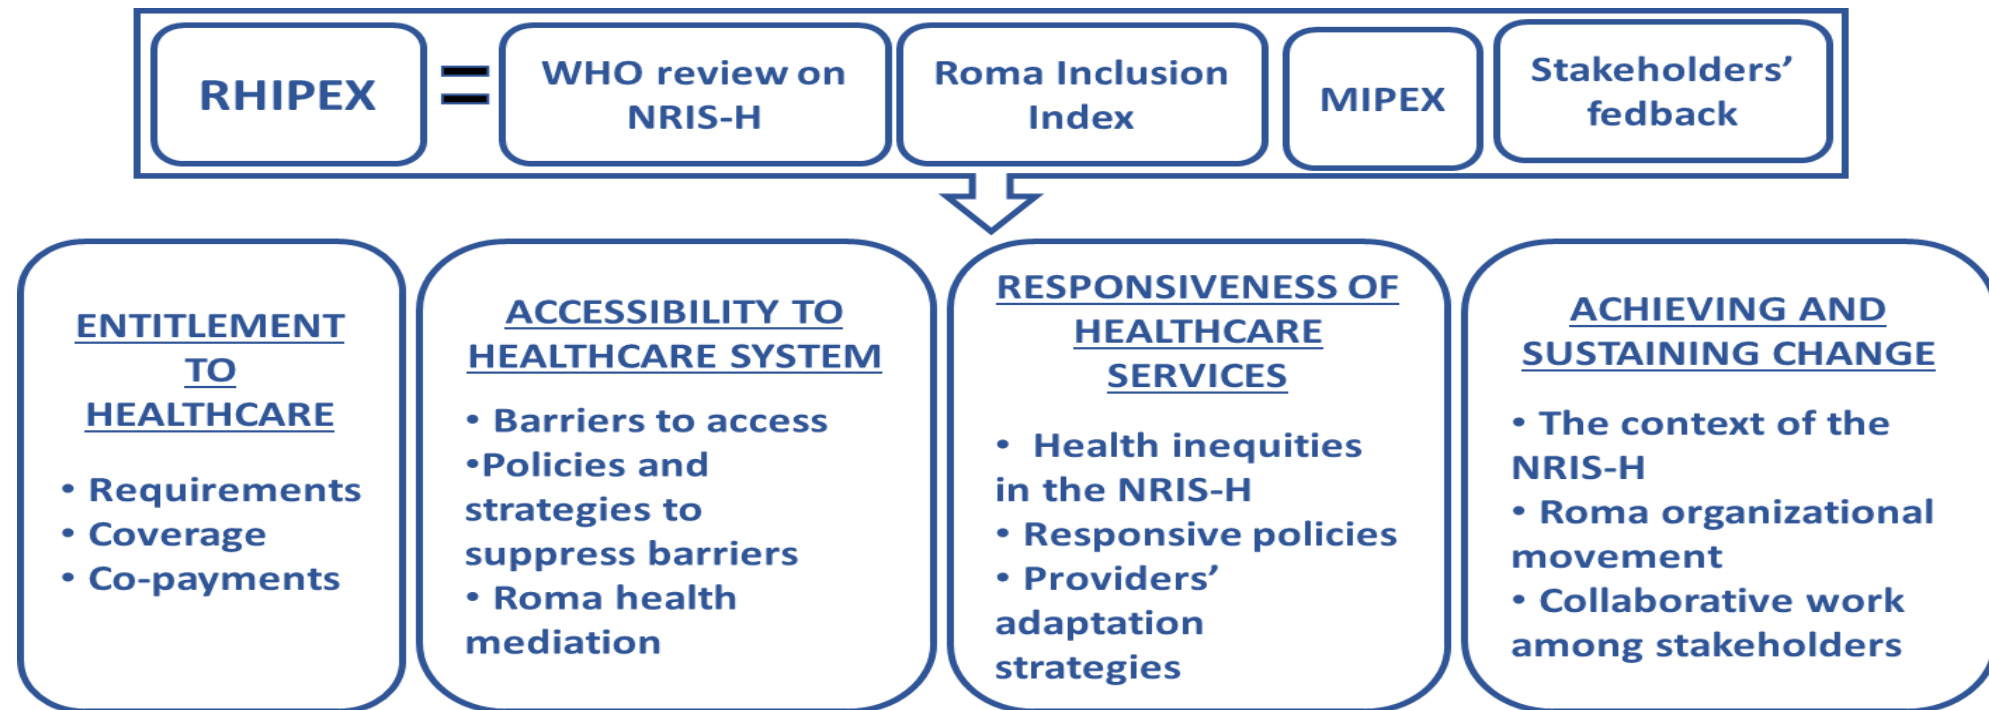 RHIPEX
=
WHO review on
NRIS-H
Roma Inclusion
Index
MIPEX
Stakeholders’
fedback
ENTITLEMENT
TO
HEALTHCARE
• Requirements
• Coverage
• Co-payments
ACCESSIBILITY TO
HEALTHCARE SYSTEM
• Barriers to access
•Policies and
strategies to
suppress barriers
• Roma health
mediation
RESPONSIVENESS OF
HEALTHCARE
SERVICES
• Health inequities
in the NRIS-H
• Responsive policies
• Providers’
adaptation
strategies
ACHIEVING AND
SUSTAINING CHANGE
• The context of the
NRIS-H
• Roma organizational
movement
• Collaborative work
among stakeholders